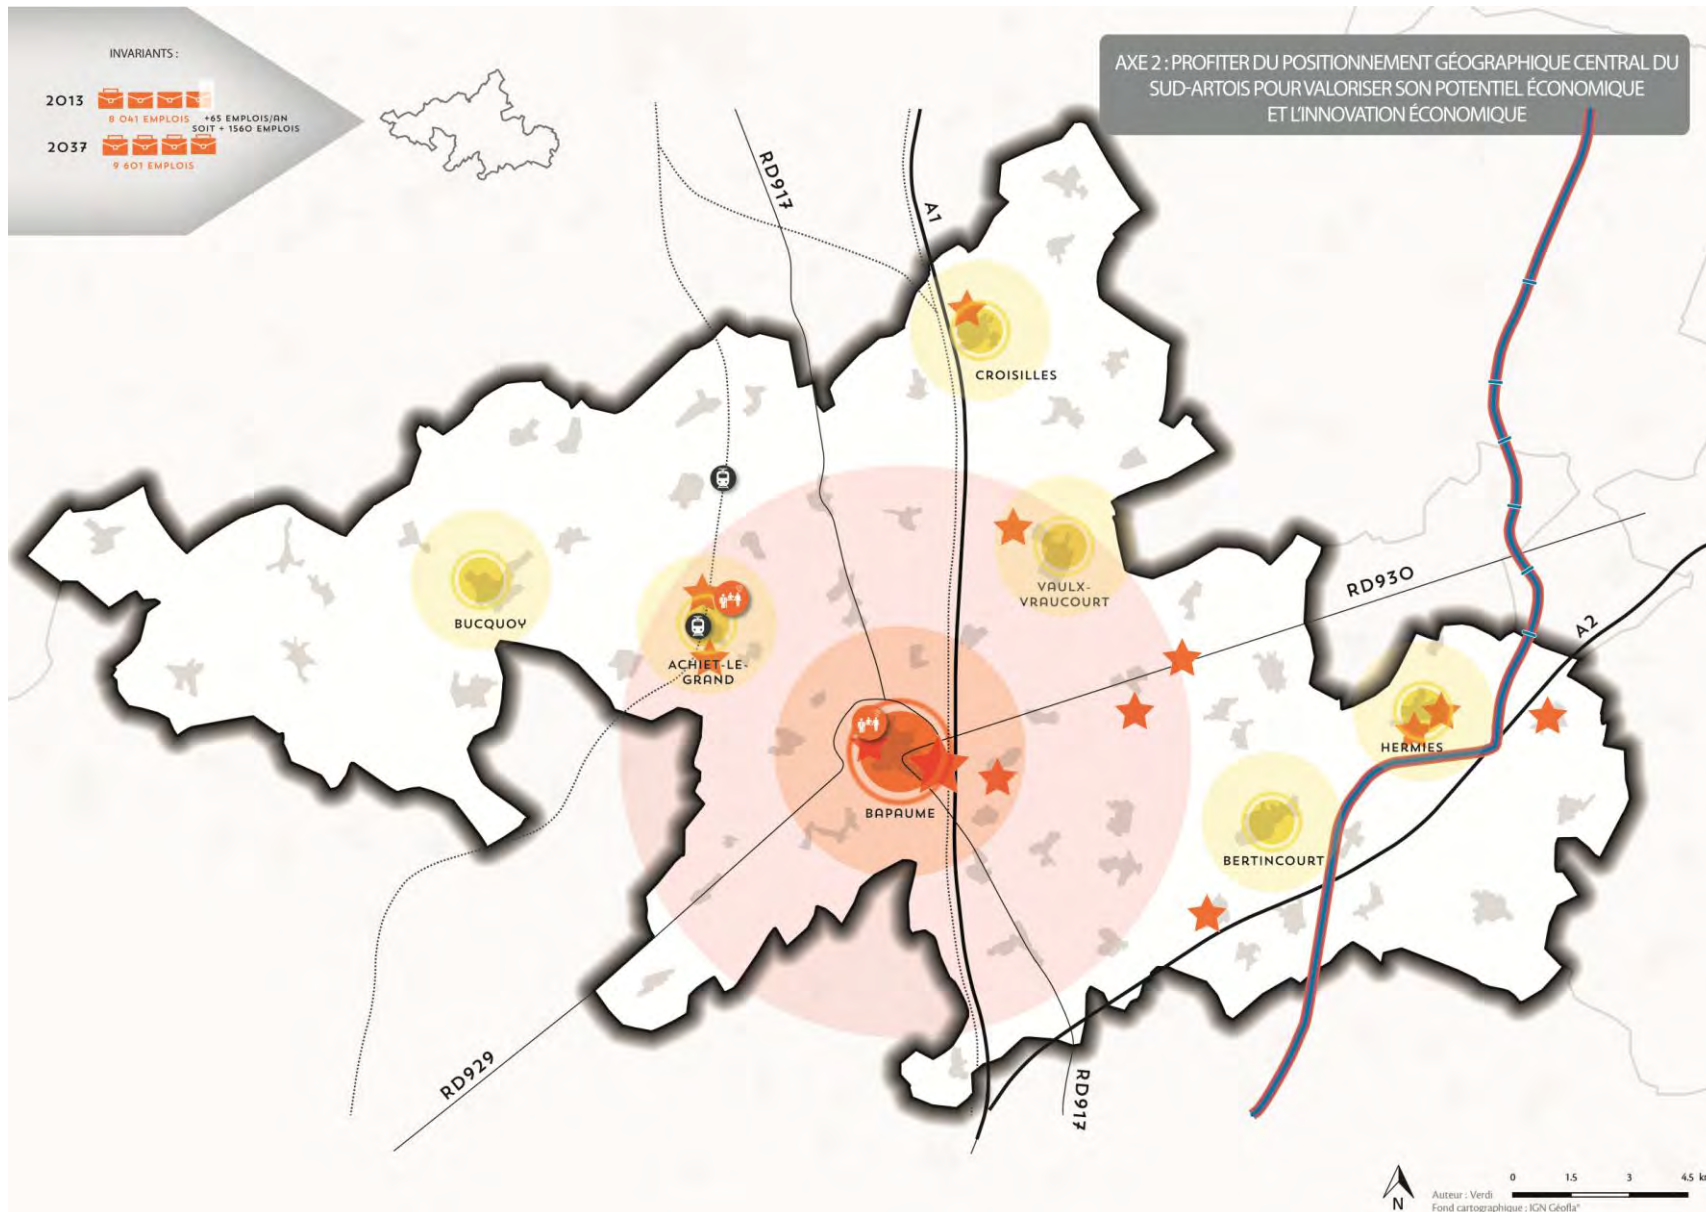 INVARIANTS :
2013
8 041 EMPLOIS
+65 EMPLOIS/AN
SOIT + 1560 EMPLOIS
2037
9 601 EMPLOIS
AXE 2 : PROFITER DU POSITIONNEMENT GÉOGRAPHIQUE CENTRAL DU
SUD-ARTOIS POUR VALORISER SON POTENTIEL ÉCONOMIQUE
ET L'INNOVATION ÉCONOMIQUE
RD917
A1
CROISILLES
BUCQUOY
ACHIET-LE-
GRAND
VAULX-
VRAUCOURT
RD930
A2
HERMIES
BAPAUME
BERTINCOURT
RD929
RD917
N
0 1.5 3 4.5 km
Auteur : Verdi
Fond cartographique : IGN Géofla®